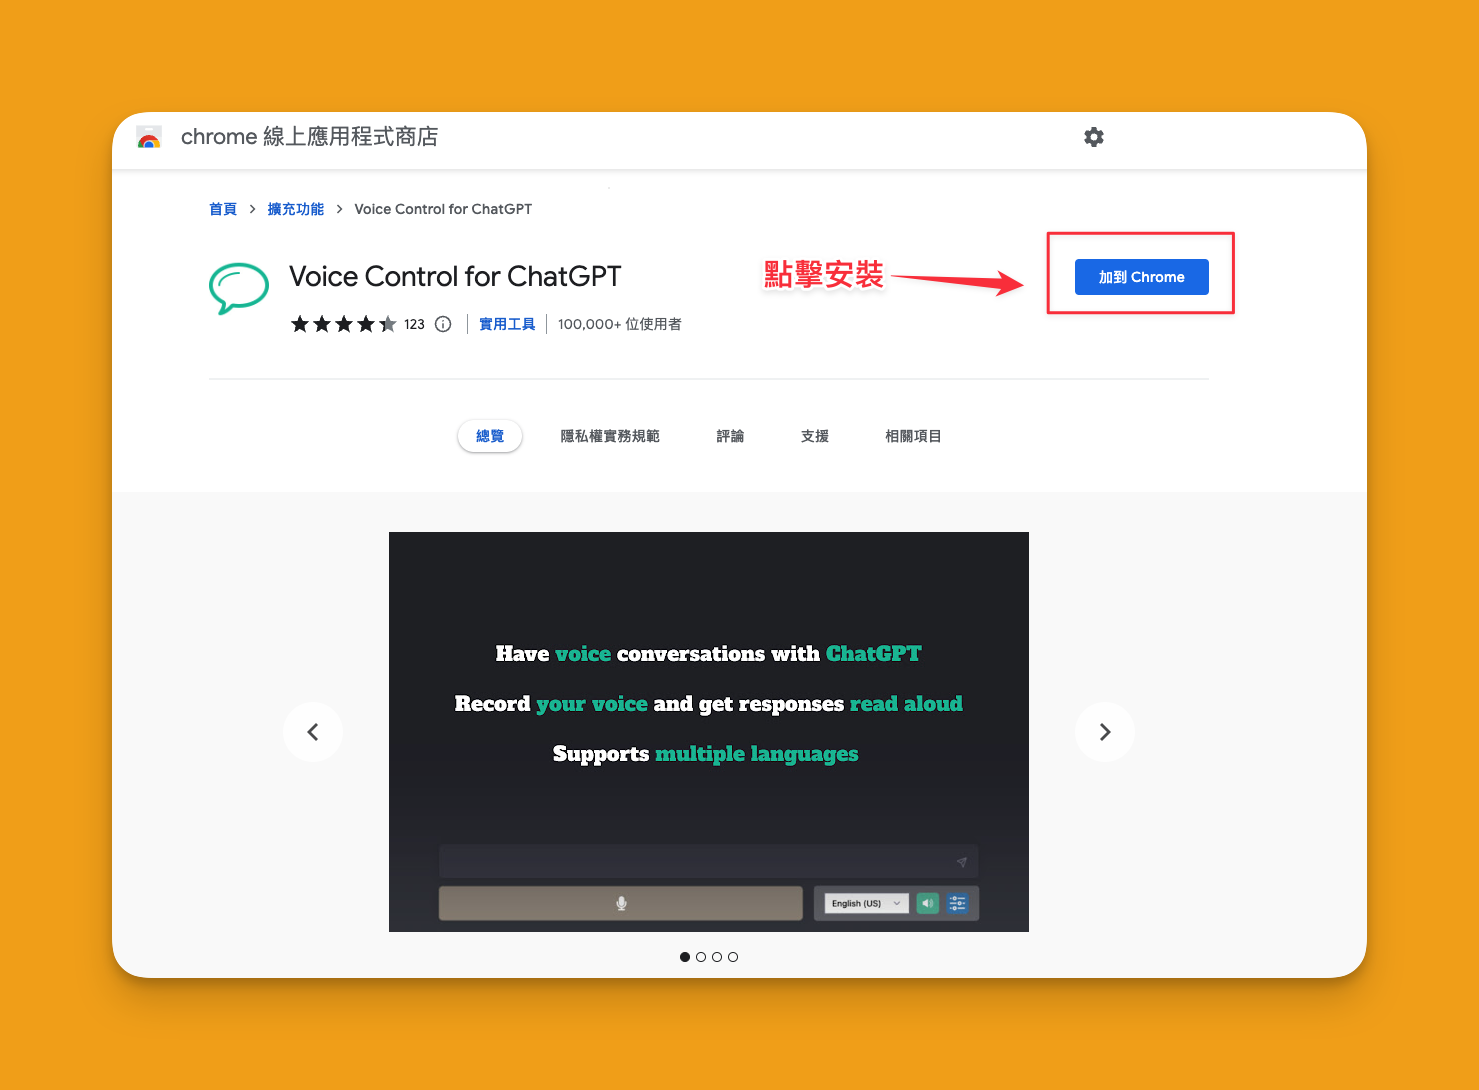 chrome 線上應用程式商店
首頁 > 擴充功能 > Voice Control for ChatGPT
Voice Control for ChatGPT
點擊安裝
加到 Chrome
123
實用工具
100,000+ 位使用者
總覽
隱私權實務規範
評論
支援
相關項目
Have voice conversations with ChatGPT
Record your voice and get responses read aloud
Supports multiple languages
English (US)